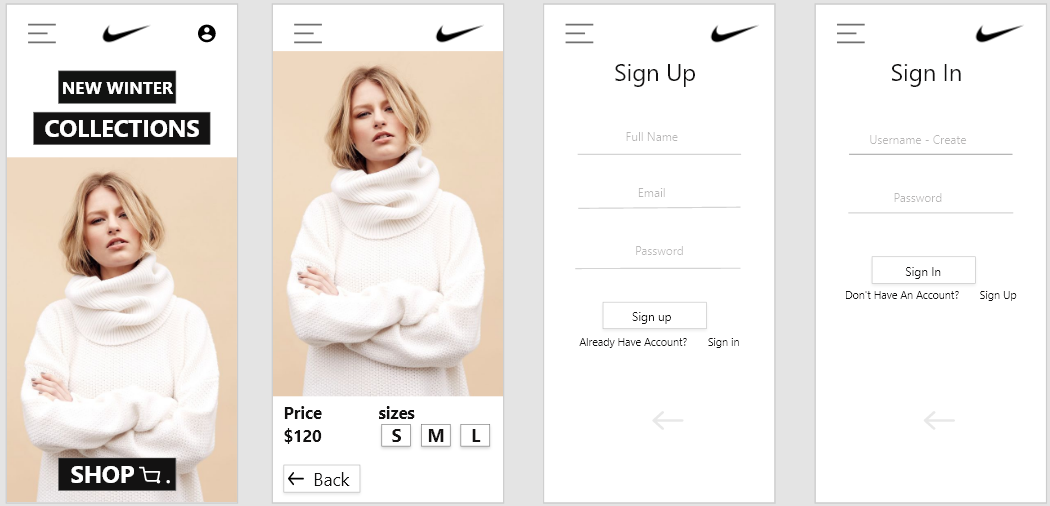 NEW WINTER
COLLECTIONS
SHOP .
Price
$120
sizes
S M L
Back
Sign Up
Full Name
Email
Password
Sign up
Already Have Account? Sign in
Sign In
Username - Create
Password
Sign In
Don't Have An Account? Sign Up